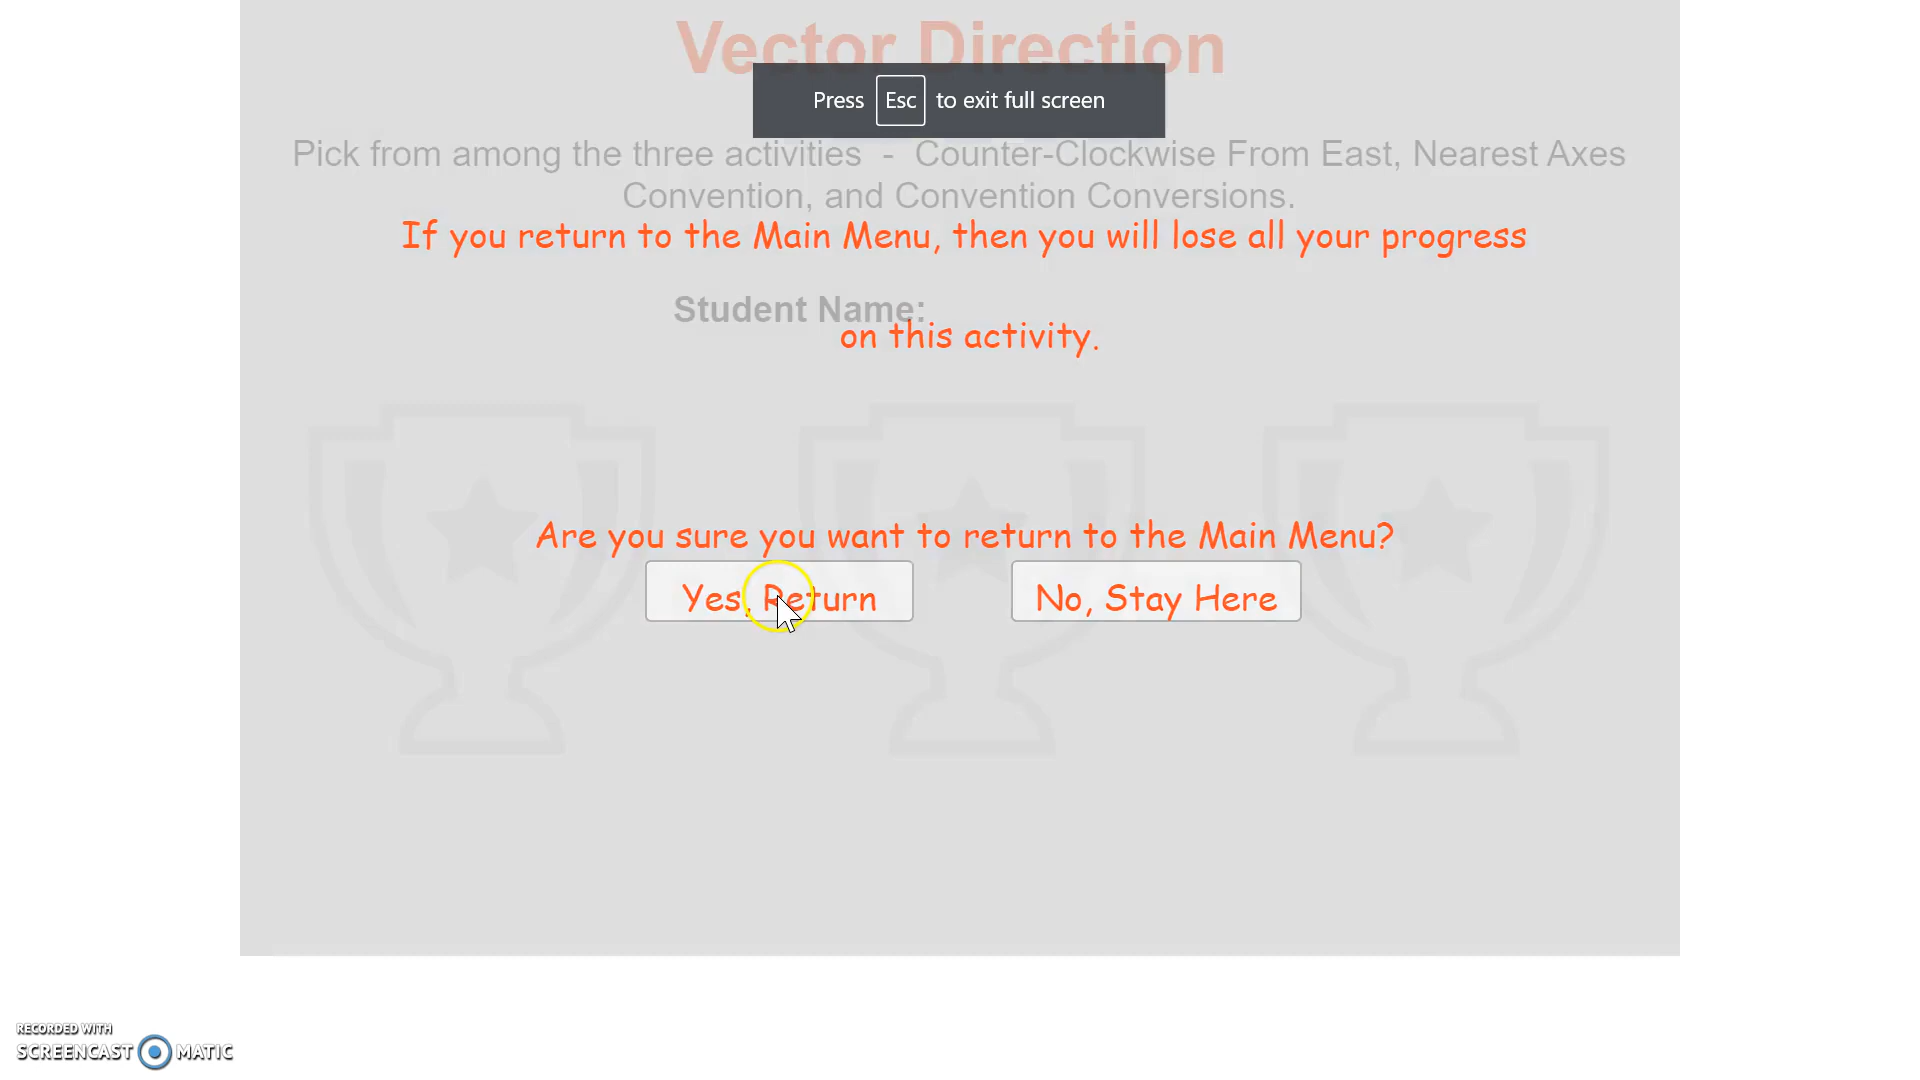 Vector Direction
Press Esc to exit full screen
Pick from among the three activities - Counter-Clockwise From East, Nearest Axes
Convention, and Convention Conversions.
If you return to the Main Menu, then you will lose all your progress
Student Name:
on this activity.
Are you sure you want to return to the Main Menu?
Yes, Return
No, Stay Here
RECORDED WITH
SCREENCAST MATIC